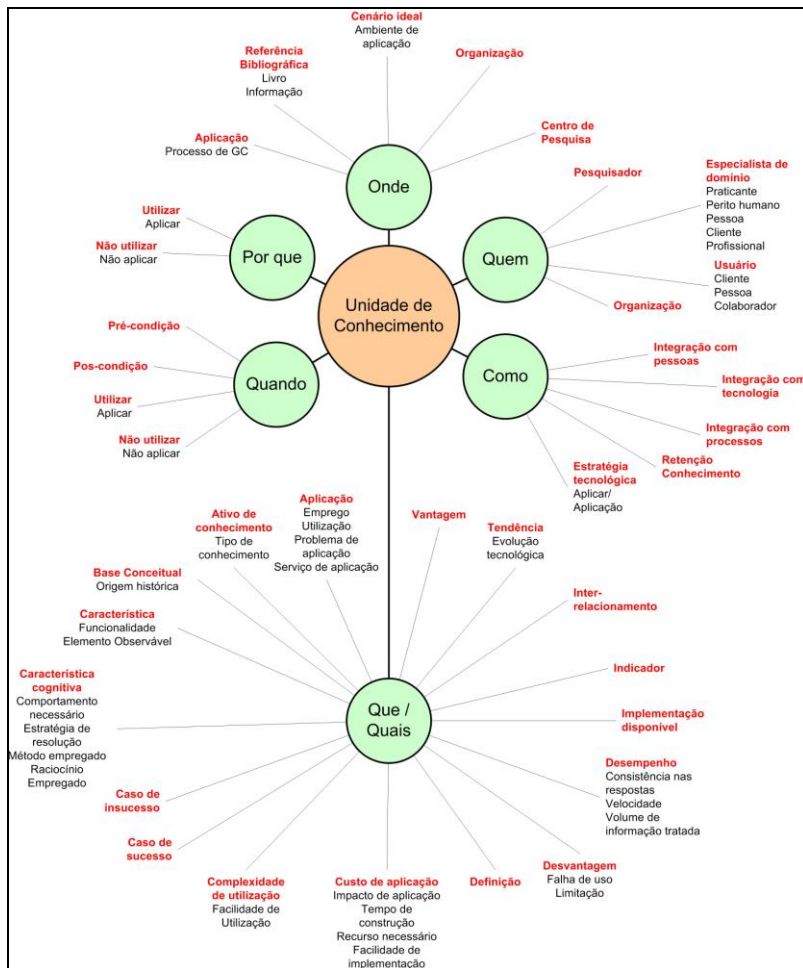 Cenário ideal
Ambiente de
aplicação
Referência
Bibliográfica
Livro
Informação
Organização
Aplicação
Processo de GC
Centro de
Pesquisa
Onde
Pesquisador
Especialista de
domínio
Praticante
Perito humano
Pessoa
Cliente
Profissional
Utilizar
Aplicar
Não utilizar
Não aplicar
Por que
Quem
Usuário
Cliente
Pessoa
Colaborador
Organização
Unidade de
Conhecimento
Pré-condição
Pos-condição
Utilizar
Aplicar
Não utilizar
Não aplicar
Quando
Como
Integração com
pessoas
Integração com
tecnologia
Integração com
processos
Retenção
Conhecimento
Estratégia
tecnológica
Aplicar/
Aplicação
Ativo de
conhecimento
Tipo de
conhecimento
Aplicação
Emprego
Utilização
Problema de
aplicação
Serviço de aplicação
Vantagem
Tendência
Evolução
tecnológica
Base Conceitual
Origem histórica
Inter-
relacionamento
Característica
Funcionalidade
Elemento Observável
Indicador
Característica
cognitiva
Comportamento
necessário
Estratégia de
resolução
Método empregado
Raciocínio
Empregado
Que /
Quais
Implementação
disponível
Desempenho
Consistência nas
respostas
Velocidade
Volume de
informação tratada
Caso de
insucesso
Caso de
sucesso
Complexidade
de utilização
Facilidade de
Utilização
Custo de aplicação
Impacto de aplicação
Tempo de
construção
Recurso necessário
Facilidade de
implementação
Definição
Desvantagem
Falha de uso
Limitação